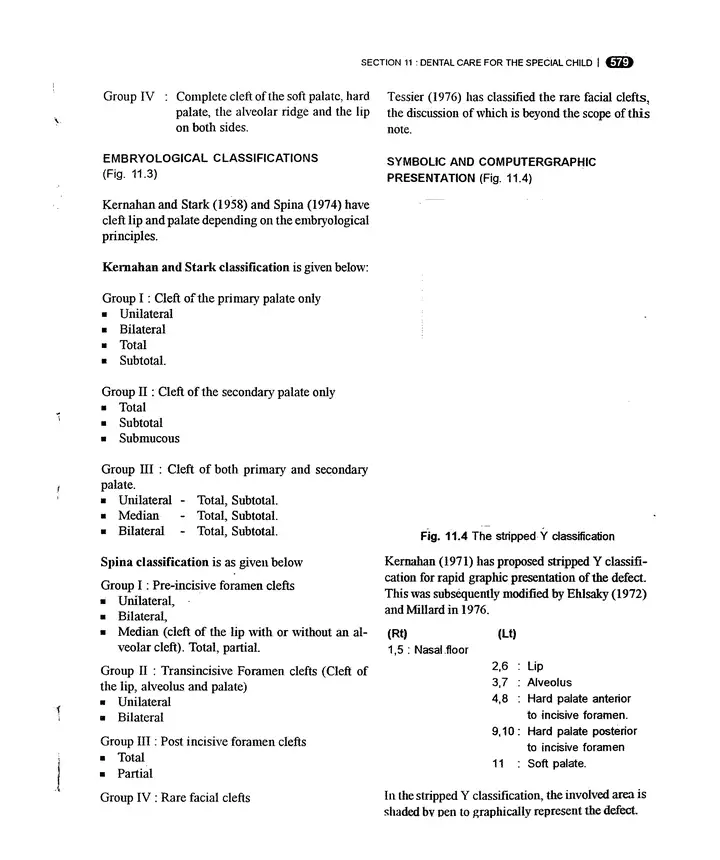 SECTION 11 : DENTAL CARE FOR THE SPECIAL CHILD | 579
Group IV : Complete cleft of the soft palate, hard
palate, the alveolar ridge and the lip
on both sides.
EMBRYOLOGICAL CLASSIFICATIONS
(Fig. 11.3)
Kernahan and Stark (1958) and Spina (1974) have
cleft lip and palate depending on the embryological
principles.
Kernahan and Stark classification is given below:
Group I : Cleft of the primary palate only
■ Unilateral
■ Bilateral
■ Total
■ Subtotal.
Group II : Cleft of the secondary palate only
■ Total
■ Subtotal
■ Submucous
Group III : Cleft of both primary and secondary
palate.
■ Unilateral - Total, Subtotal.
■ Median - Total, Subtotal.
■ Bilateral - Total, Subtotal.
Spina classification is as given below
Group I : Pre-incisive foramen clefts
■ Unilateral,
■ Bilateral,
■ Median (cleft of the lip with or without an al-
veolar cleft). Total, partial.
Group II : Transincisive Foramen clefts (Cleft of
the lip, alveolus and palate)
■ Unilateral
■ Bilateral
Group III : Post incisive foramen clefts
■ Total
■ Partial
Group IV : Rare facial clefts
Tessier (1976) has classified the rare facial clefts,
the discussion of which is beyond the scope of this
note.
SYMBOLIC AND COMPUTERGRAPHIC
PRESENTATION (Fig. 11.4)
Fig. 11.4 The stripped Y classification
Kernahan (1971) has proposed stripped Y classifi-
cation for rapid graphic presentation of the defect.
This was subsequently modified by Ehlsaky (1972)
and Millard in 1976.
(Rt) (Lt)
1,5 : Nasal floor
2,6 : Lip
3,7 : Alveolus
4,8 : Hard palate anterior
to incisive foramen.
9,10 : Hard palate posterior
to incisive foramen
11 : Soft palate.
In the stripped Y classification, the involved area is
shaded by pen to graphically represent the defect.